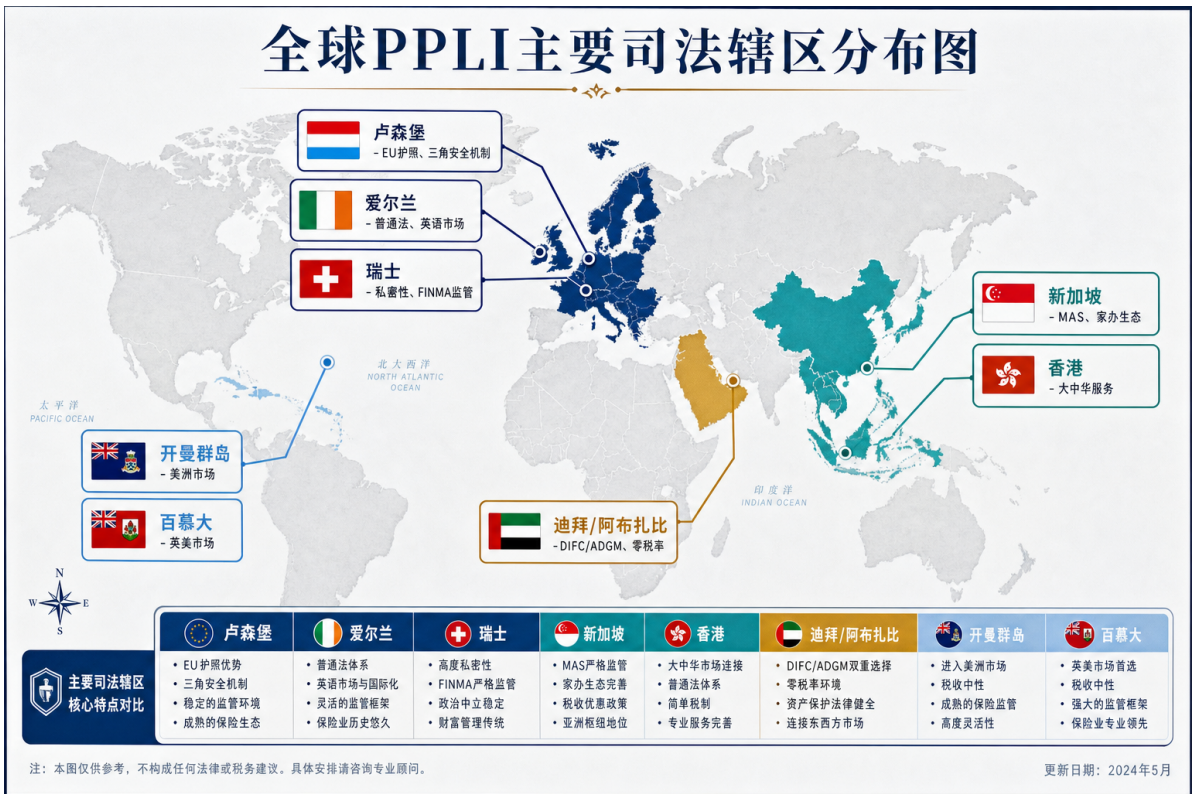 全球PPLI主要司法辖区分布图
卢森堡
– EU护照、三角安全机制
爱尔兰
– 普通法、英语市场
瑞士
– 私密性、FINMA监管
新加坡
– MAS、家办生态
香港
– 大中华服务
北大西洋
NORTH ATLANTIC
OCEAN
太平洋
PACIFIC OCEAN
开曼群岛
– 美洲市场
百慕大
– 英美市场
印度洋
INDIAN OCEAN
迪拜/阿布扎比
–DIFC/ADGM、零税率
N
W
E
S
主要司法辖区
核心特点对比
卢森堡
• EU护照优势
• 三角安全机制
• 稳定的监管环境
• 成熟的保险生态
爱尔兰
• 普通法体系
• 英语市场与国际化
• 灵活的监管框架
• 保险业历史悠久
瑞士
• 高度私密性
• FINMA严格监管
• 政治中立稳定
• 财富管理传统
新加坡
• MAS严格监管
• 家办生态完善
• 税收优惠政策
• 亚洲枢纽地位
香港
• 大中华市场连接
• 普通法体系
• 简单税制
• 专业服务完善
迪拜/阿布扎比
• DIFC/ADGM双重选择
• 零税率环境
• 资产保护法律健全
• 连接东西方市场
开曼群岛
• 进入美洲市场
• 税收中性
• 成熟的保险监管
• 高度灵活性
百慕大
• 英美市场首选
• 税收中性
• 强大的监管框架
• 保险业专业领先
注：本图仅供参考，不构成任何法律或税务建议。具体安排请咨询专业顾问。
更新日期：2024年5月